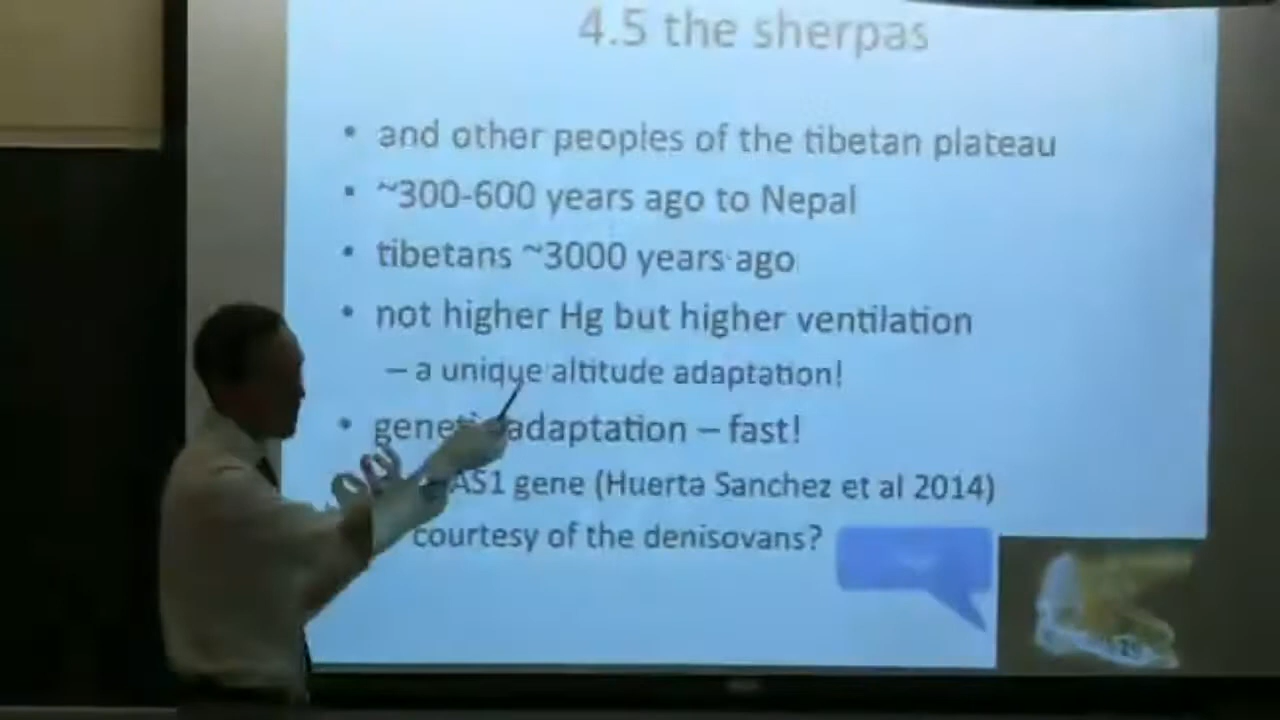 4.5 the sherpas
• and other peoples of the tibetan plateau
• ~300-600 years ago to Nepal
• tibetans ~3000 years ago
• not higher Hg but higher ventilation
– a unique altitude adaptation!
• adaptation – fast!
gene (Huerta Sanchez et al 2014)
courtesy of the denisovans?